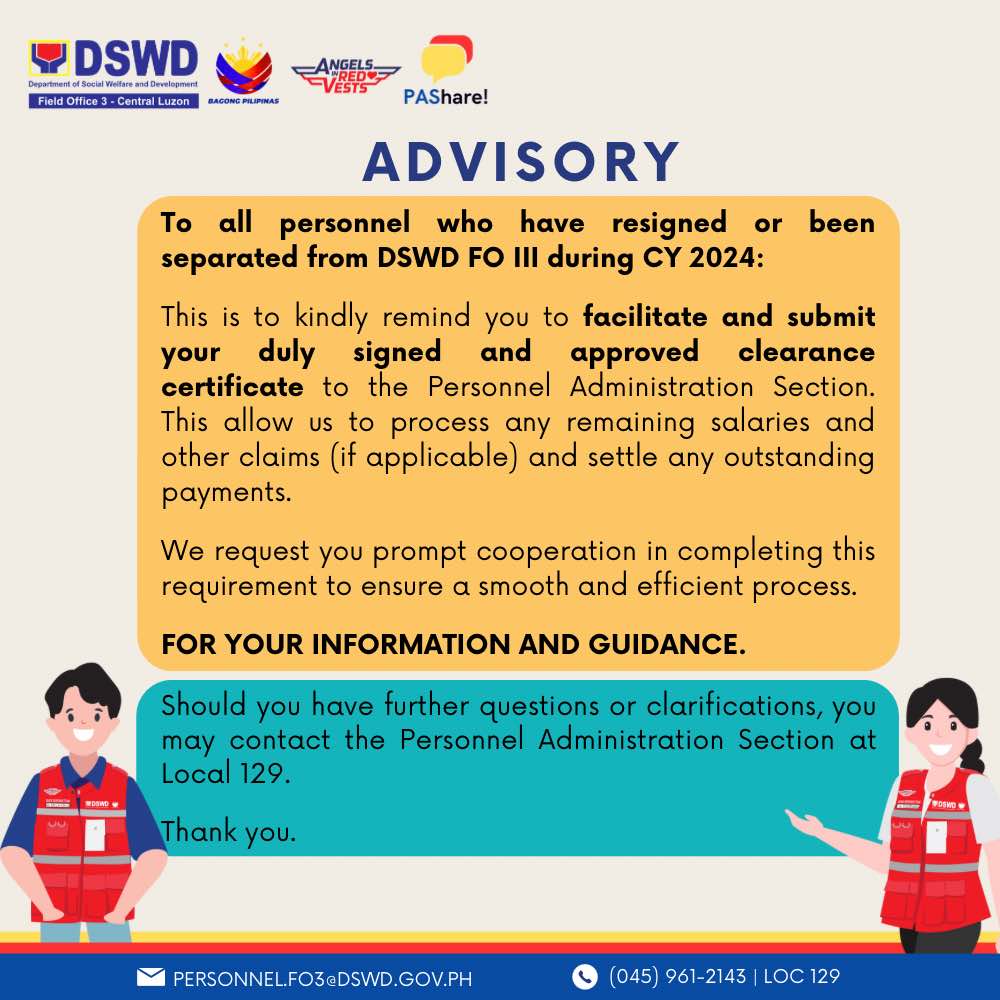 DSWD
Department of Social Welfare and Development
Field Office 3 - Central Luzon
BAGONG PILIPINAS
ANGELS
IN RED
VESTS
PAShare!
ADVISORY
To all personnel who have resigned or been
separated from DSWD FO III during CY 2024:
This is to kindly remind you to facilitate and submit
your duly signed and approved clearance
certificate to the Personnel Administration Section.
This allow us to process any remaining salaries and
other claims (if applicable) and settle any outstanding
payments.
We request you prompt cooperation in completing this
requirement to ensure a smooth and efficient process.
FOR YOUR INFORMATION AND GUIDANCE.
Should you have further questions or clarifications, you
may contact the Personnel Administration Section at
Local 129.
Thank you.
DSWD
DSWD
PERSONNEL.FO3@DSWD.GOV.PH
(045) 961-2143 | LOC 129